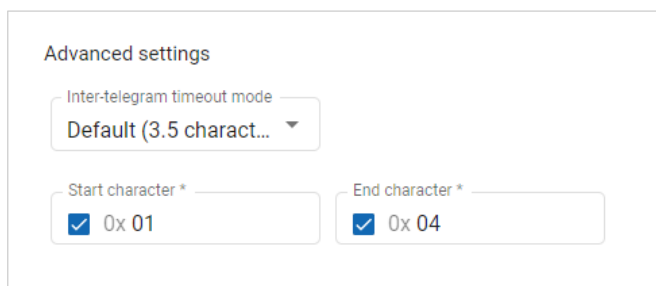 Advanced settings
Inter-telegram timeout mode
Default (3.5 charact...
Start character * End character *
0x 01 0x 04